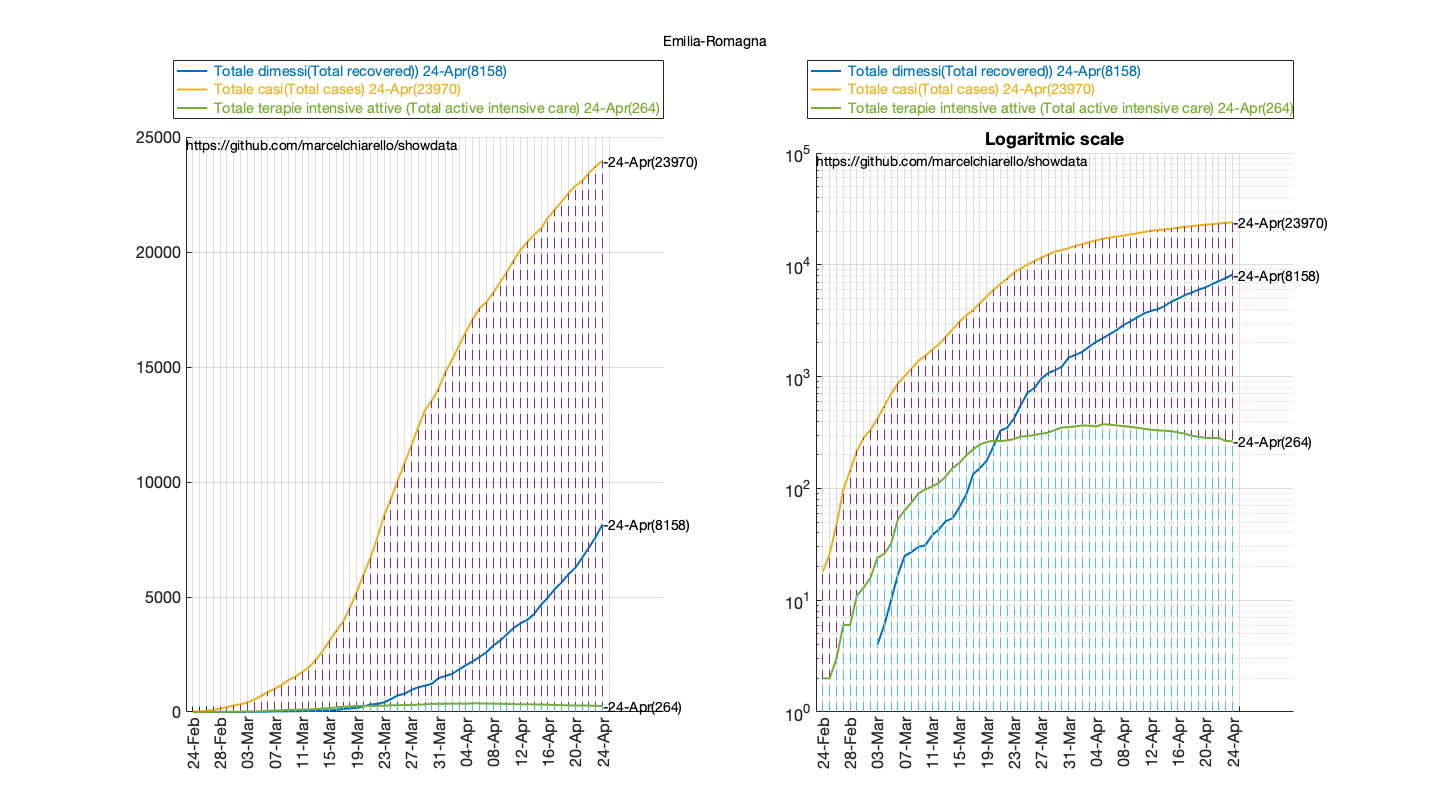 Emilia-Romagna
Totale dimessi(Total recovered)) 24-Apr(8158)
Totale casi(Total cases) 24-Apr(23970)
Totale terapie intensive attive (Total active intensive care) 24-Apr(264)
25000
20000
15000
10000
5000
0
https://github.com/marcelchiarello/showdata
24-Apr(23970)
24-Apr(8158)
24-Apr(264)
24-Feb
28-Feb
03-Mar
07-Mar
11-Mar
15-Mar
19-Mar
23-Mar
27-Mar
31-Mar
04-Apr
08-Apr
12-Apr
16-Apr
20-Apr
24-Apr
Totale dimessi(Total recovered)) 24-Apr(8158)
Totale casi(Total cases) 24-Apr(23970)
Totale terapie intensive attive (Total active intensive care) 24-Apr(264)
Logaritmic scale
10^5
10^4
10^3
10^2
10^1
10^0
https://github.com/marcelchiarello/showdata
24-Apr(23970)
24-Apr(8158)
24-Apr(264)
24-Feb
28-Feb
03-Mar
07-Mar
11-Mar
15-Mar
19-Mar
23-Mar
27-Mar
31-Mar
04-Apr
08-Apr
12-Apr
16-Apr
20-Apr
24-Apr